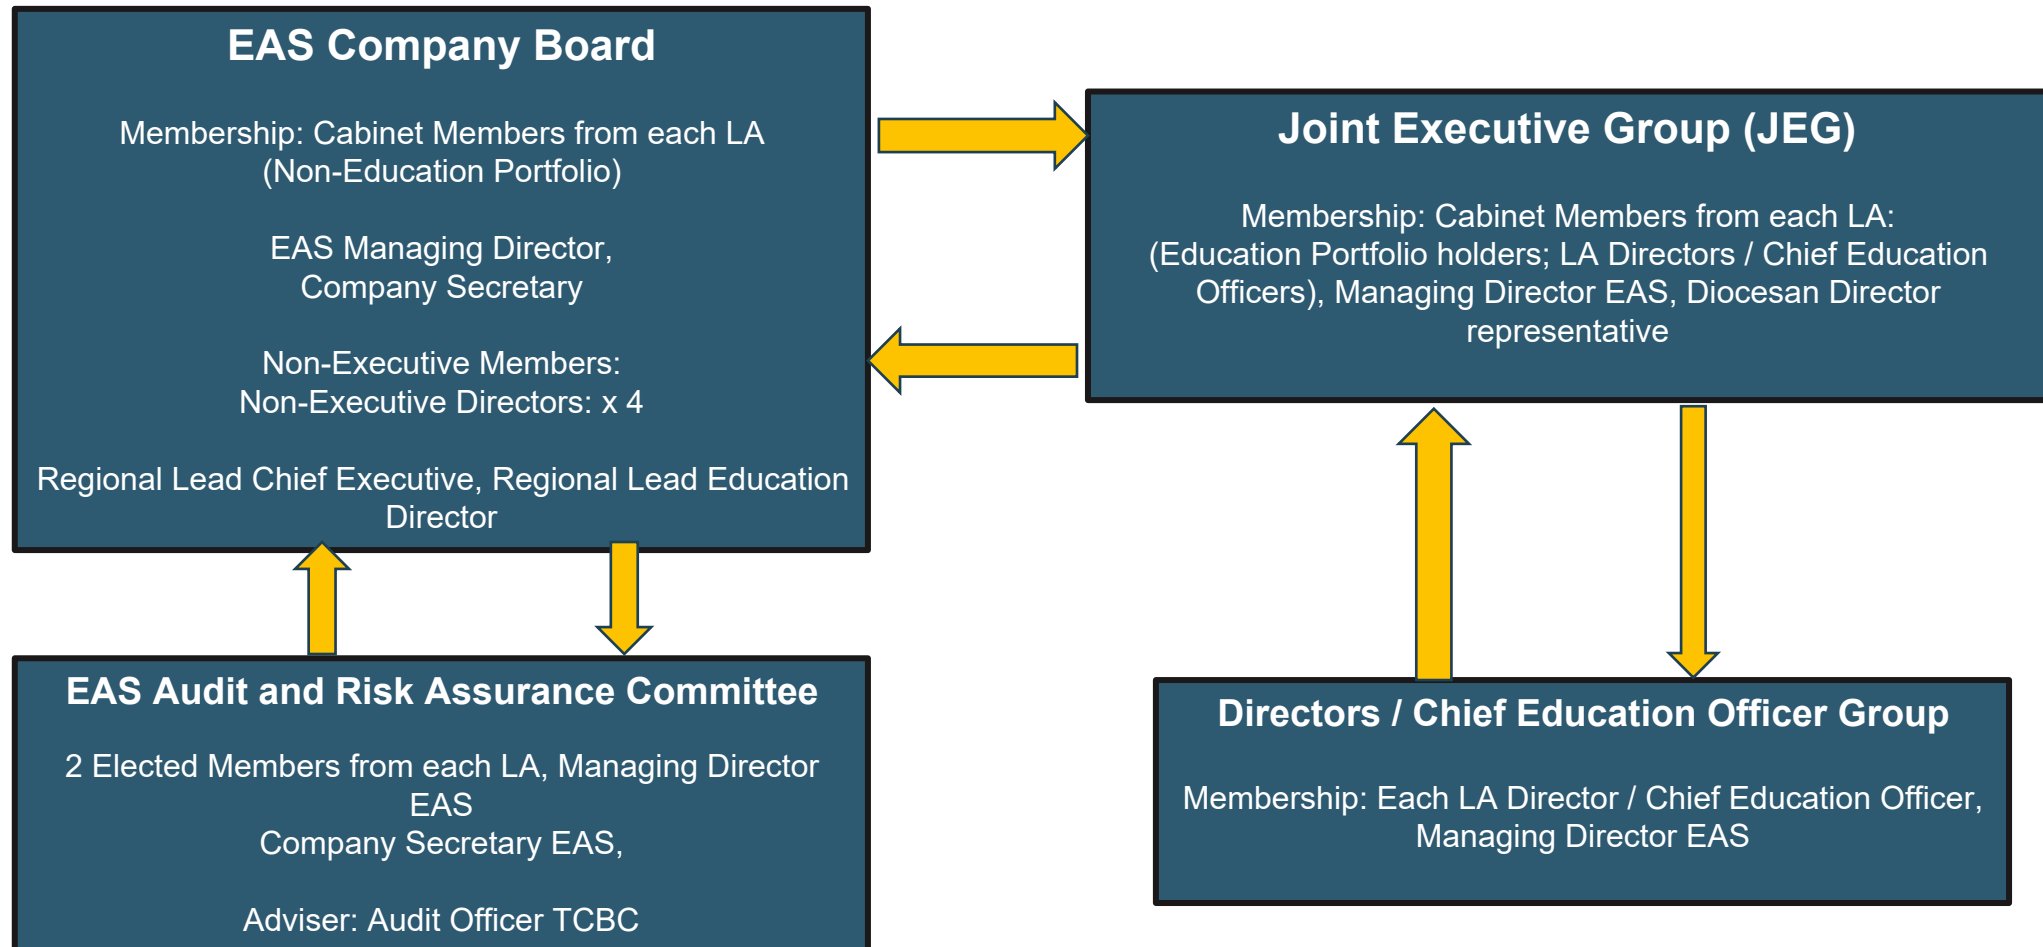 EAS Company Board
Membership: Cabinet Members from each LA
(Non-Education Portfolio)
EAS Managing Director,
Company Secretary
Non-Executive Members:
Non-Executive Directors: x 4
Regional Lead Chief Executive, Regional Lead Education
Director
Joint Executive Group (JEG)
Membership: Cabinet Members from each LA:
(Education Portfolio holders; LA Directors / Chief Education
Officers), Managing Director EAS, Diocesan Director
representative
EAS Audit and Risk Assurance Committee
2 Elected Members from each LA, Managing Director
EAS
Company Secretary EAS,
Adviser: Audit Officer TCBC
Directors / Chief Education Officer Group
Membership: Each LA Director / Chief Education Officer,
Managing Director EAS